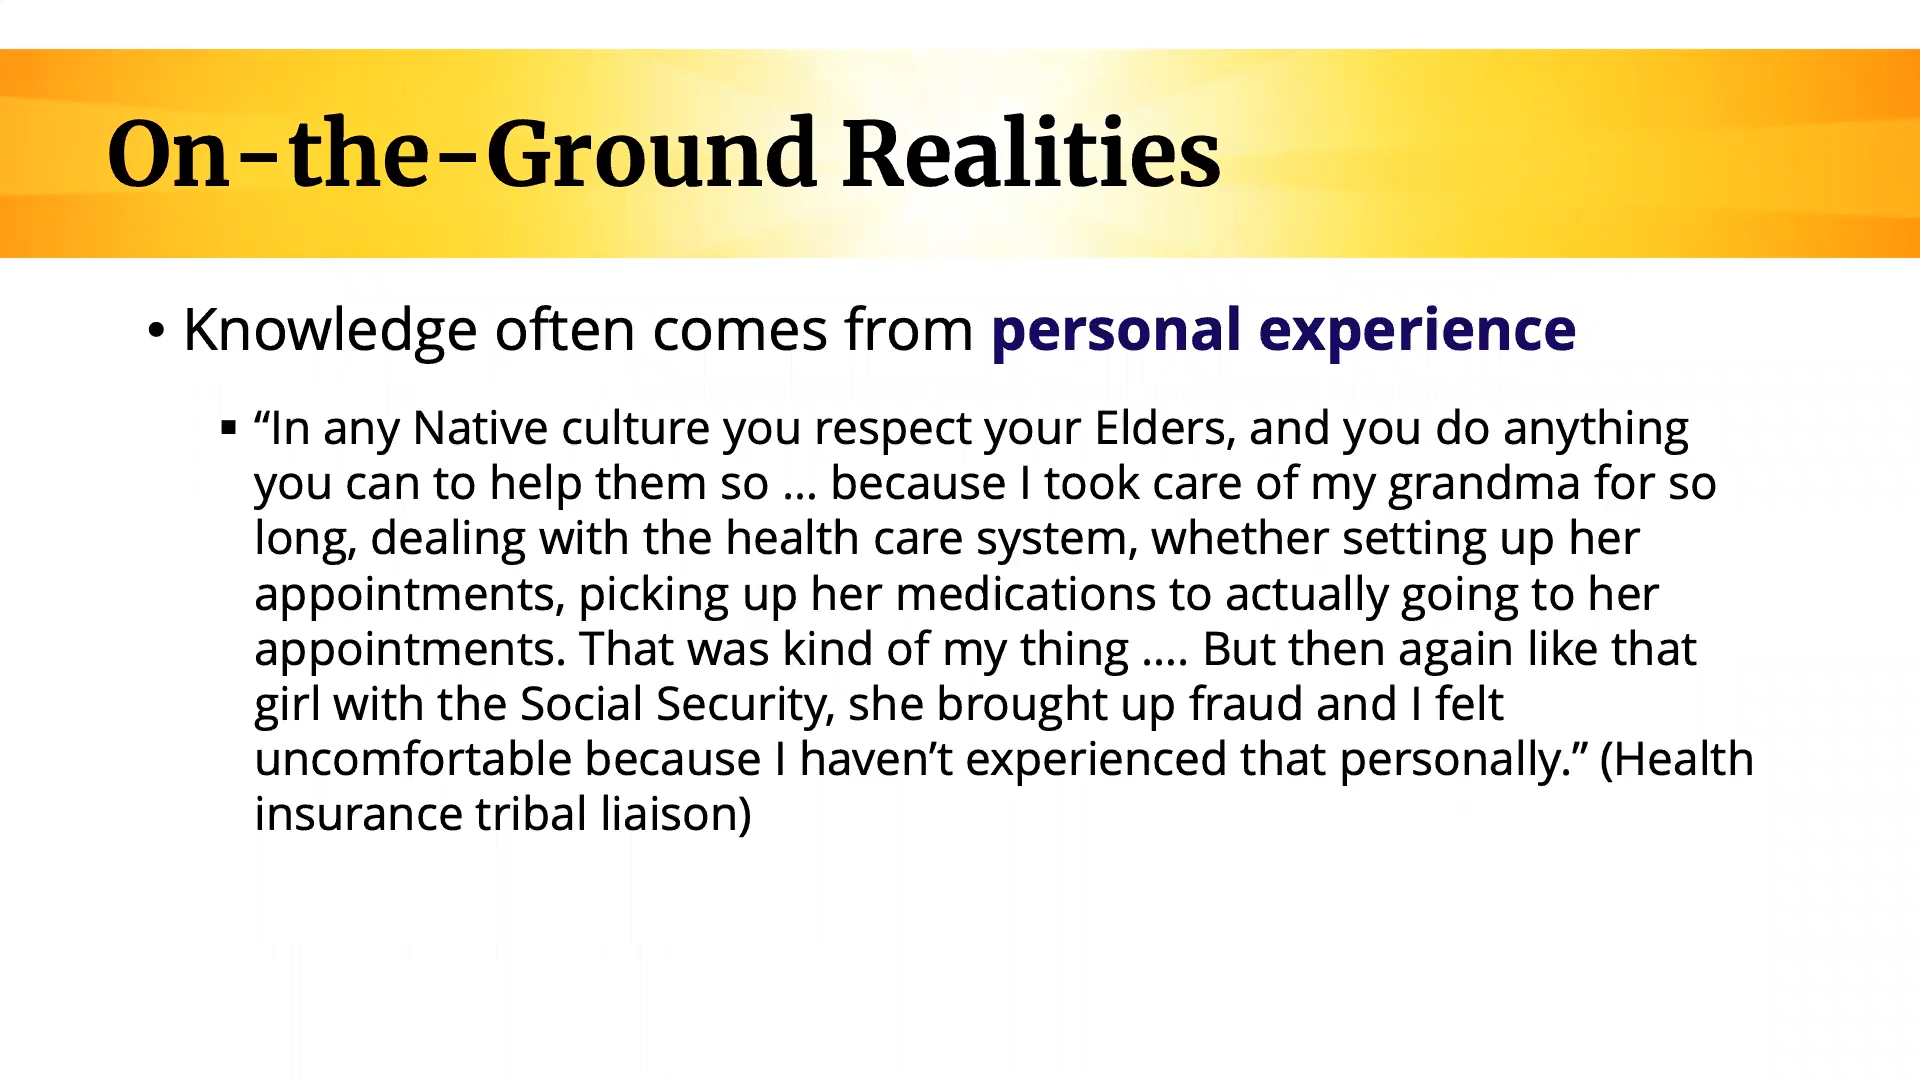 On-the-Ground Realities
• Knowledge often comes from personal experience
▪ “In any Native culture you respect your Elders, and you do anything
you can to help them so ... because I took care of my grandma for so
long, dealing with the health care system, whether setting up her
appointments, picking up her medications to actually going to her
appointments. That was kind of my thing .... But then again like that
girl with the Social Security, she brought up fraud and I felt
uncomfortable because I haven’t experienced that personally.” (Health
insurance tribal liaison)